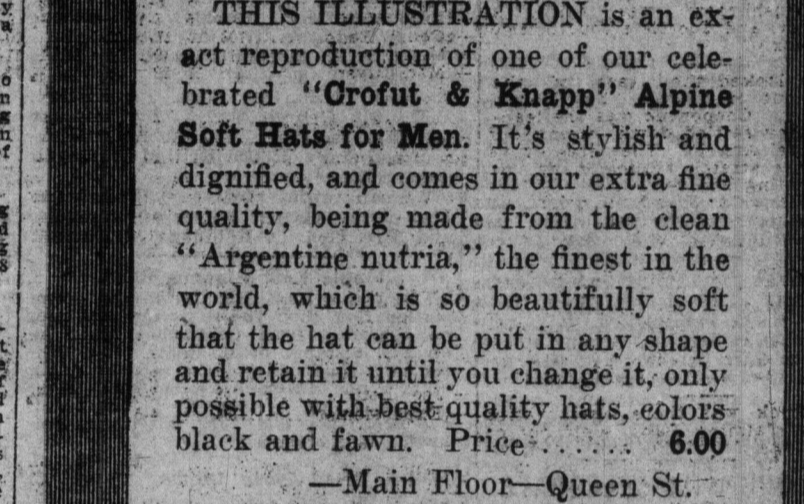 THIS ILLUSTRATION is an ex-
act reproduction of one of our cele-
brated "Crofut & Knapp" Alpine
Soft Hats for Men. It's stylish and
dignified, and comes in our extra fine
quality, being made from the clean
"Argentine nutria," the finest in the
world, which is so beautifully soft
that the hat can be put in any shape
and retain it until you change it, only
possible with best quality hats, colors
black and fawn. Price ...... 6.00
—Main Floor—Queen St.